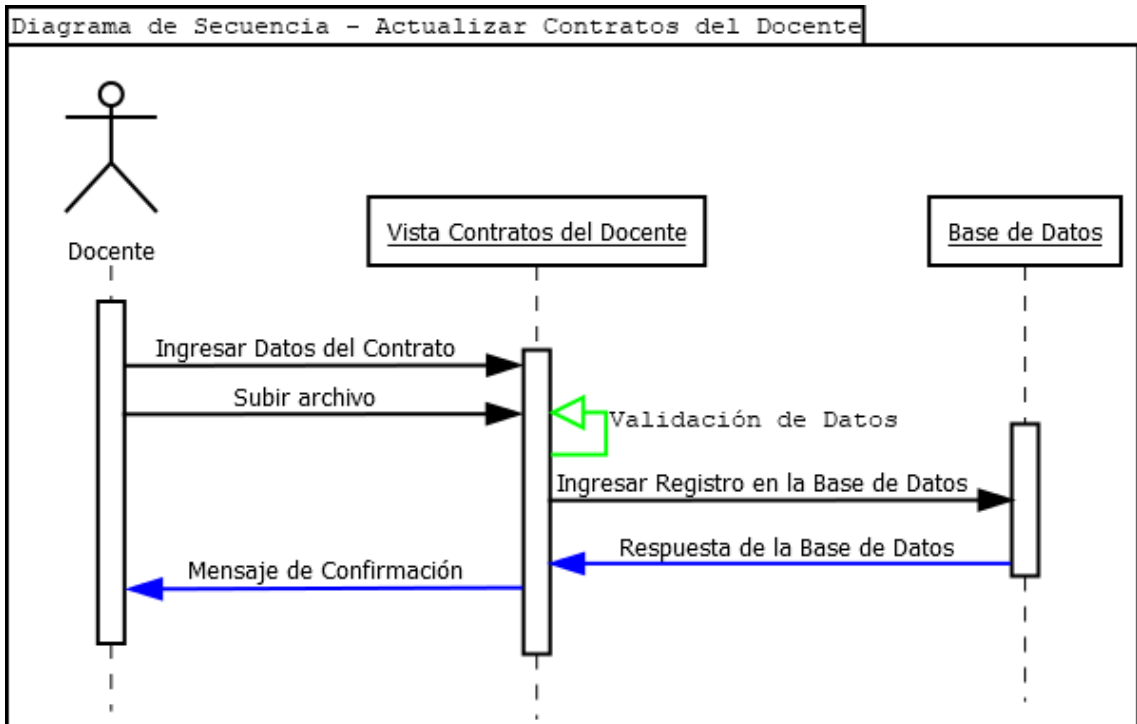 Diagrama de Secuencia - Actualizar Contratos del Docente
Docente
Vista Contratos del Docente
Base de Datos
Ingresar Datos del Contrato
Subir archivo
Validación de Datos
Ingresar Registro en la Base de Datos
Respuesta de la Base de Datos
Mensaje de Confirmación